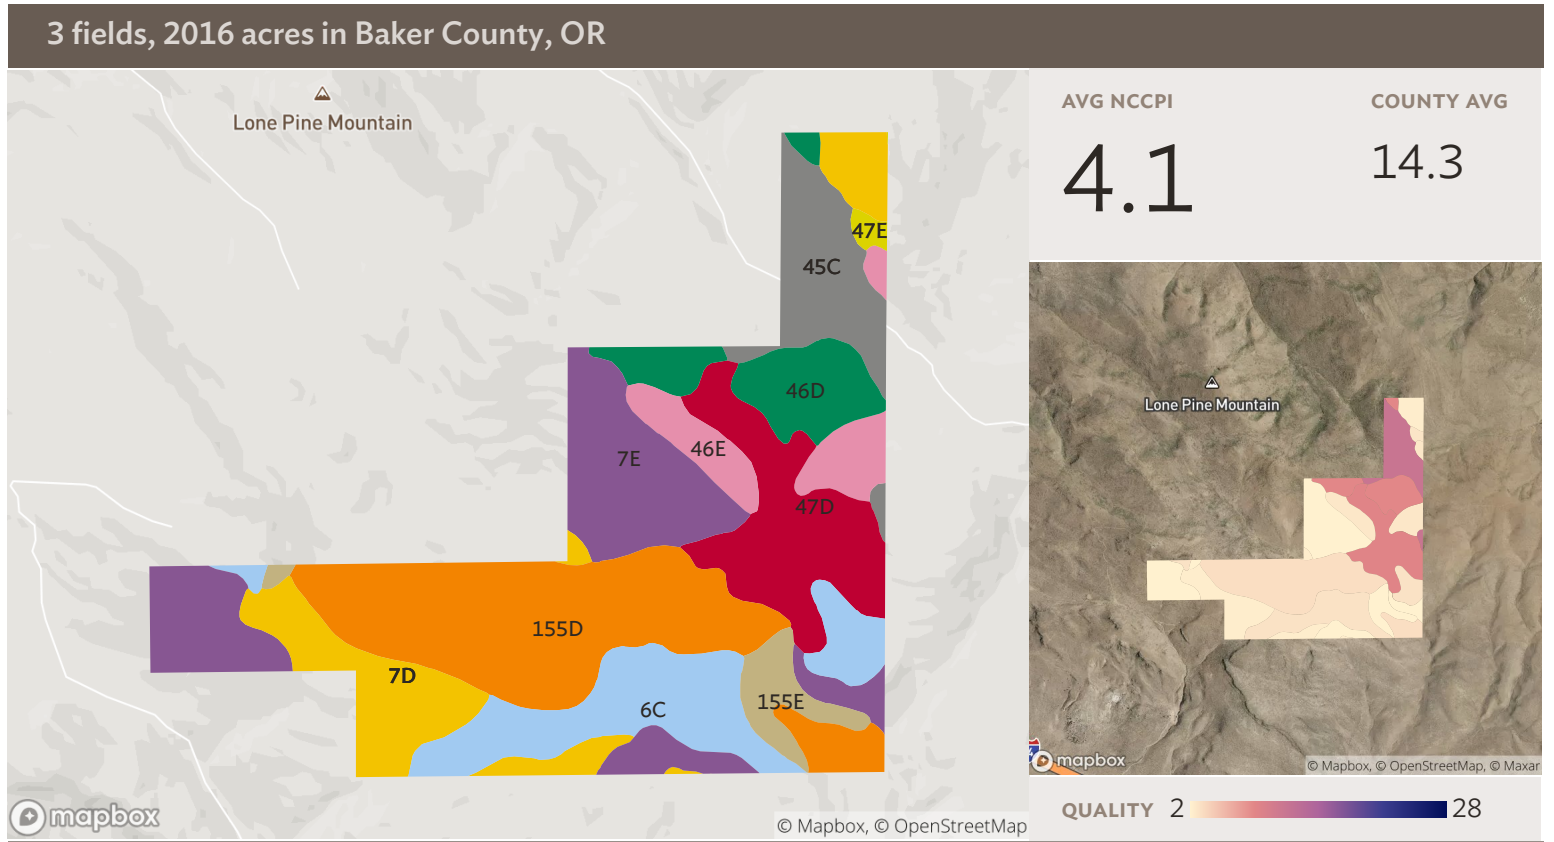 3 fields, 2016 acres in Baker County, OR
Lone Pine Mountain
47E
45C
46D
46E
7E
47D
155D
7D
155E
6C
mapbox
© Mapbox, © OpenStreetMap
AVG NCCPI
COUNTY AVG
4.1
14.3
Lone Pine Mountain
mapbox
© Mapbox, © OpenStreetMap, © Maxar
QUALITY 2 28